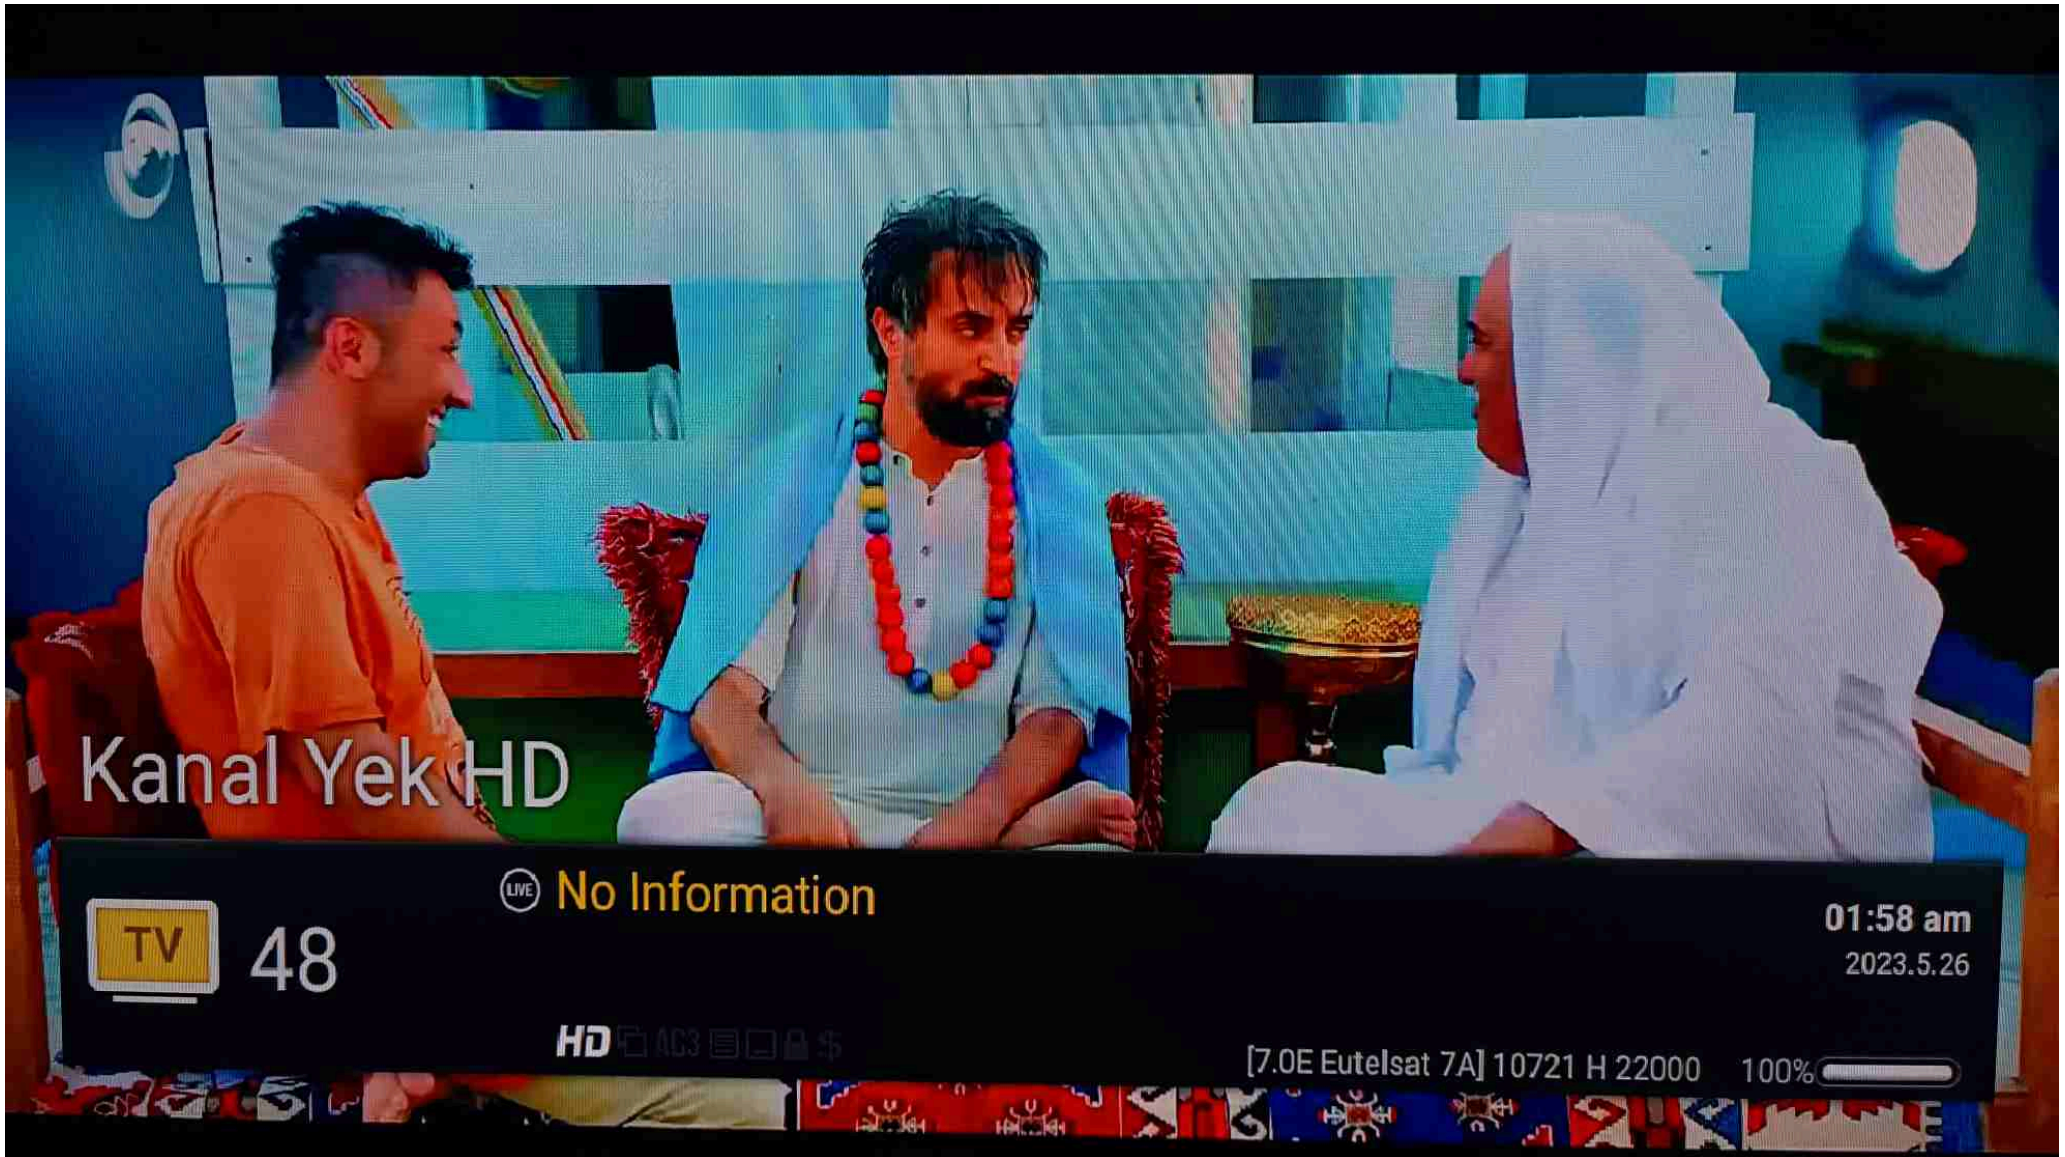 Kanal Yek HD
LIVE No Information
TV 48
01:58 am
2023.5.26
HD AC3 $
[7.0E Eutelsat 7A] 10721 H 22000 100%